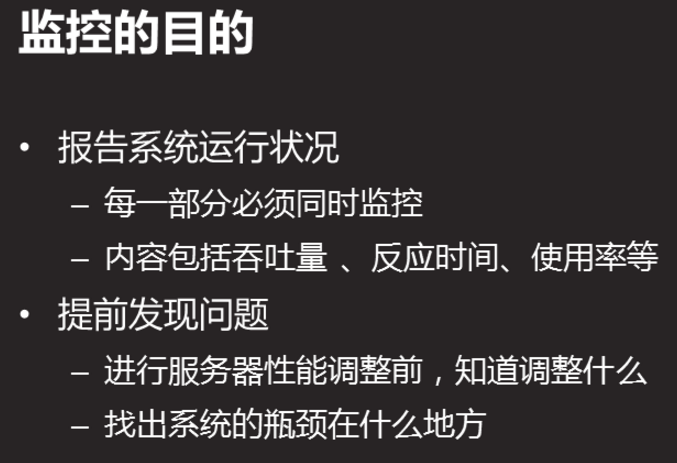 监控的目的
• 报告系统运行状况
– 每一部分必须同时监控
– 内容包括吞吐量 、反应时间、使用率等
• 提前发现问题
– 进行服务器性能调整前，知道调整什么
– 找出系统的瓶颈在什么地方